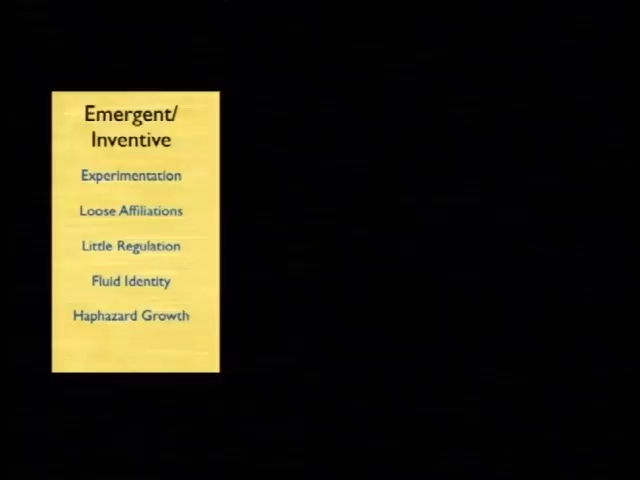 Emergent/
Inventive
Experimentation
Loose Affiliations
Little Regulation
Fluid Identity
Haphazard Growth